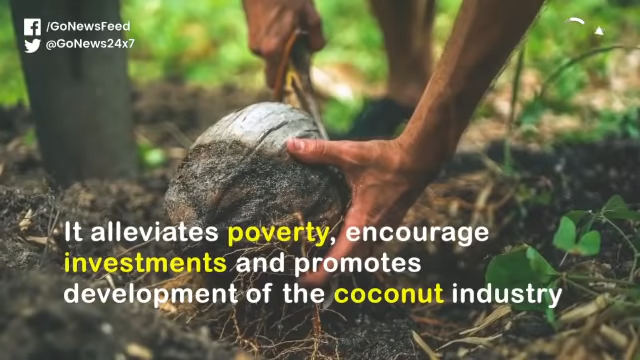 /GoNewsFeed
@GoNews24x7
It alleviates poverty, encourage
investments and promotes
development of the coconut industry